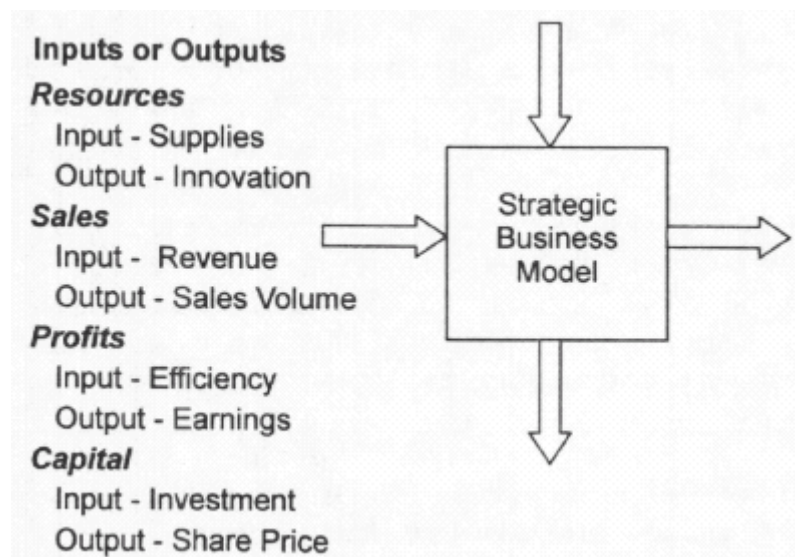 Inputs or Outputs
Resources
Input - Supplies
Output - Innovation
Sales
Input - Revenue
Output - Sales Volume
Profits
Input - Efficiency
Output - Earnings
Capital
Input - Investment
Output - Share Price
Strategic
Business
Model